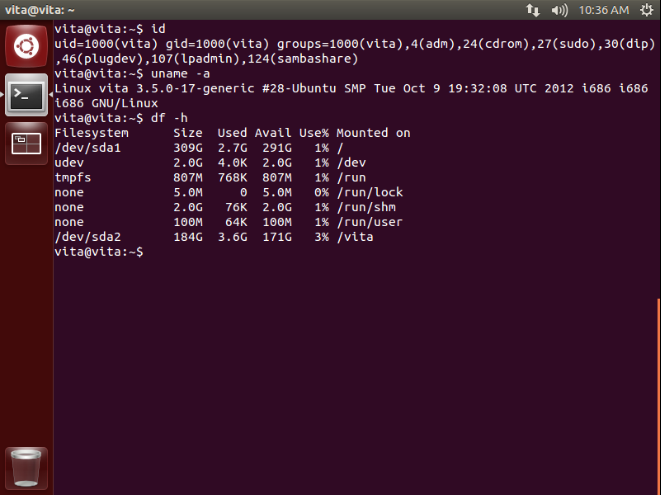 vita@vita: ~
10:36 AM
vita@vita:~$ id
uid=1000(vita) gid=1000(vita) groups=1000(vita),4(adm),24(cdrom),27(sudo),30(dip)
,46(plugdev),107(lpadmin),124(sambashare)
vita@vita:~$ uname -a
Linux vita 3.5.0-17-generic #28-Ubuntu SMP Tue Oct 9 19:32:08 UTC 2012 i686 i686
i686 GNU/Linux
vita@vita:~$ df -h
Filesystem      Size  Used Avail Use% Mounted on
/dev/sda1       309G  2.7G  291G   1% /
udev            2.0G  4.0K  2.0G   1% /dev
tmpfs           807M  768K  807M   1% /run
none            5.0M     0  5.0M   0% /run/lock
none            2.0G   76K  2.0G   1% /run/shm
none            100M   64K  100M   1% /run/user
/dev/sda2       184G  3.6G  171G   3% /vita
vita@vita:~$